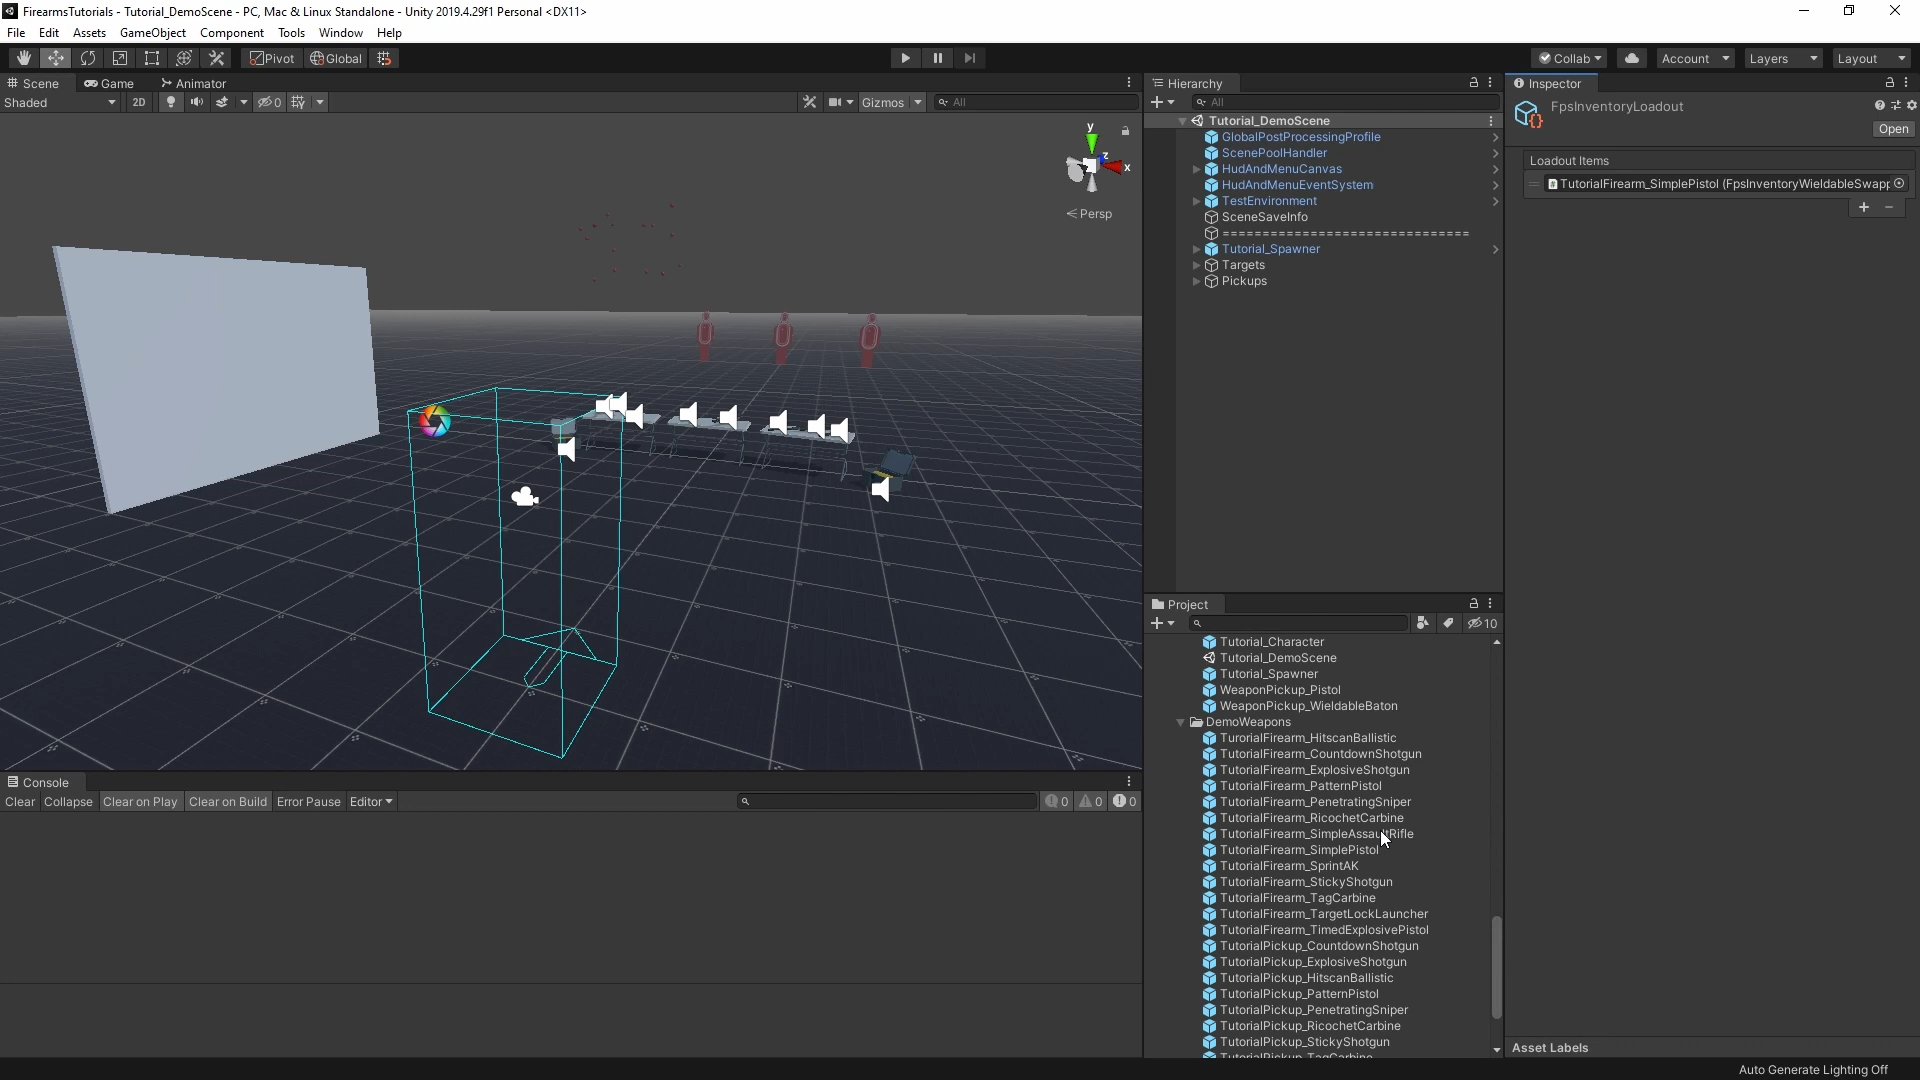 FirearmsTutorials - Tutorial_DemoScene - PC, Mac & Linux Standalone - Unity 2019.4.29f1 Personal <DX11>
File Edit Assets GameObject Component Tools Window Help
Pivot Global Collab Account Layers Layout
Scene Game Animator
Shaded 2D 0 Gizmos All
y
x
z
Persp
Hierarchy
All
Tutorial_DemoScene
GlobalPostProcessingProfile
ScenePoolHandler
HudAndMenuCanvas
HudAndMenuEventSystem
TestEnvironment
SceneSaveInfo
==============================
Tutorial_Spawner
Targets
Pickups
Inspector
FpsInventoryLoadout
Open
Loadout Items
TutorialFirearm_SimplePistol (FpsInventoryWieldableSwapp
+ −
Project
10
Tutorial_Character
Tutorial_DemoScene
Tutorial_Spawner
WeaponPickup_Pistol
WeaponPickup_WieldableBaton
DemoWeapons
TurorialFirearm_HitscanBallistic
TutorialFirearm_CountdownShotgun
TutorialFirearm_ExplosiveShotgun
TutorialFirearm_PatternPistol
TutorialFirearm_PenetratingSniper
TutorialFirearm_RicochetCarbine
TutorialFirearm_SimpleAssaultRifle
TutorialFirearm_SimplePistol
TutorialFirearm_SprintAK
TutorialFirearm_StickyShotgun
TutorialFirearm_TagCarbine
TutorialFirearm_TargetLockLauncher
TutorialFirearm_TimedExplosivePistol
TutorialPickup_CountdownShotgun
TutorialPickup_ExplosiveShotgun
TutorialPickup_HitscanBallistic
TutorialPickup_PatternPistol
TutorialPickup_PenetratingSniper
TutorialPickup_RicochetCarbine
TutorialPickup_StickyShotgun
TutorialPickup_TagCarbine
Console
Clear Collapse Clear on Play Clear on Build Error Pause Editor 0 0 0
Asset Labels
Auto Generate Lighting Off